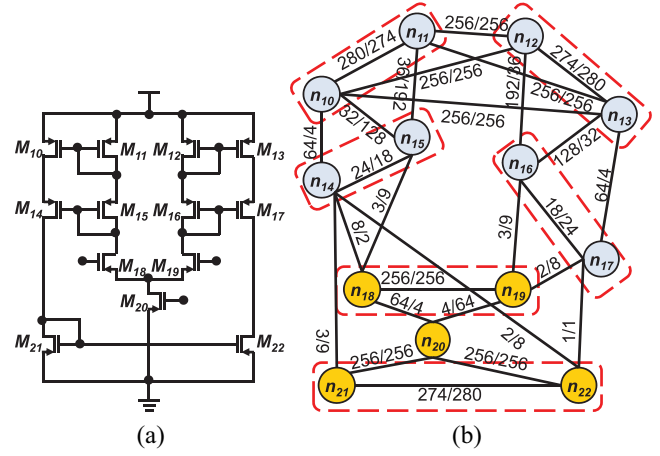 M10
M11
M12
M13
M14
M15
M16
M17
M18
M19
M20
M21
M22
(a)
n11
256/256
n12
280/274
274/280
36/192
256/256
192/36
256/256
n10
256/256
n13
32/128
n15
128/32
64/4
24/18
n16
64/4
n14
3/9
18/24
8/2
3/9
n17
256/256
2/8
n18
n19
64/4
4/64
n20
3/9
2/8
1/1
256/256
256/256
n21
274/280
n22
(b)